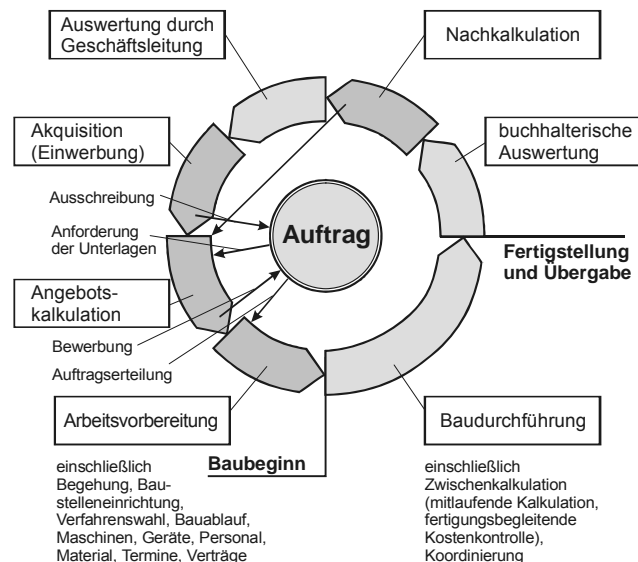 Auswertung durch
Geschäftsleitung
Nachkalkulation
Akquisition
(Einwerbung)
buchhalterische
Auswertung
Ausschreibung
Anforderung
der Unterlagen
Auftrag
Fertigstellung
und Übergabe
Angebots-
kalkulation
Bewerbung
Auftragserteilung
Arbeitsvorbereitung
Baudurchführung
Baubeginn
einschließlich
Begehung, Bau-
stelleneinrichtung,
Verfahrenswahl, Bauablauf,
Maschinen, Geräte, Personal,
Material, Termine, Verträge
einschließlich
Zwischenkalkulation
(mitlaufende Kalkulation,
fertigungsbegleitende
Kostenkontrolle),
Koordinierung